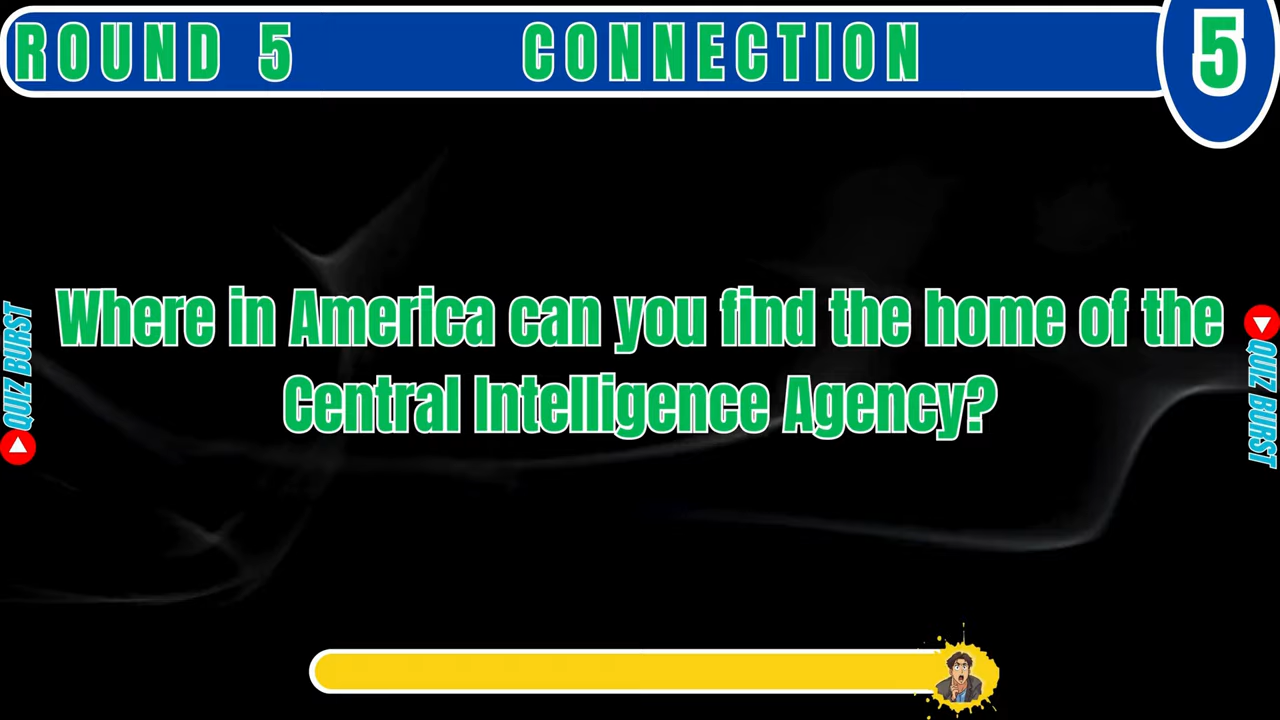 ROUND 5 CONNECTION 5
Where in America can you find the home of the
Central Intelligence Agency?
QUIZ BURST
QUIZ BURST